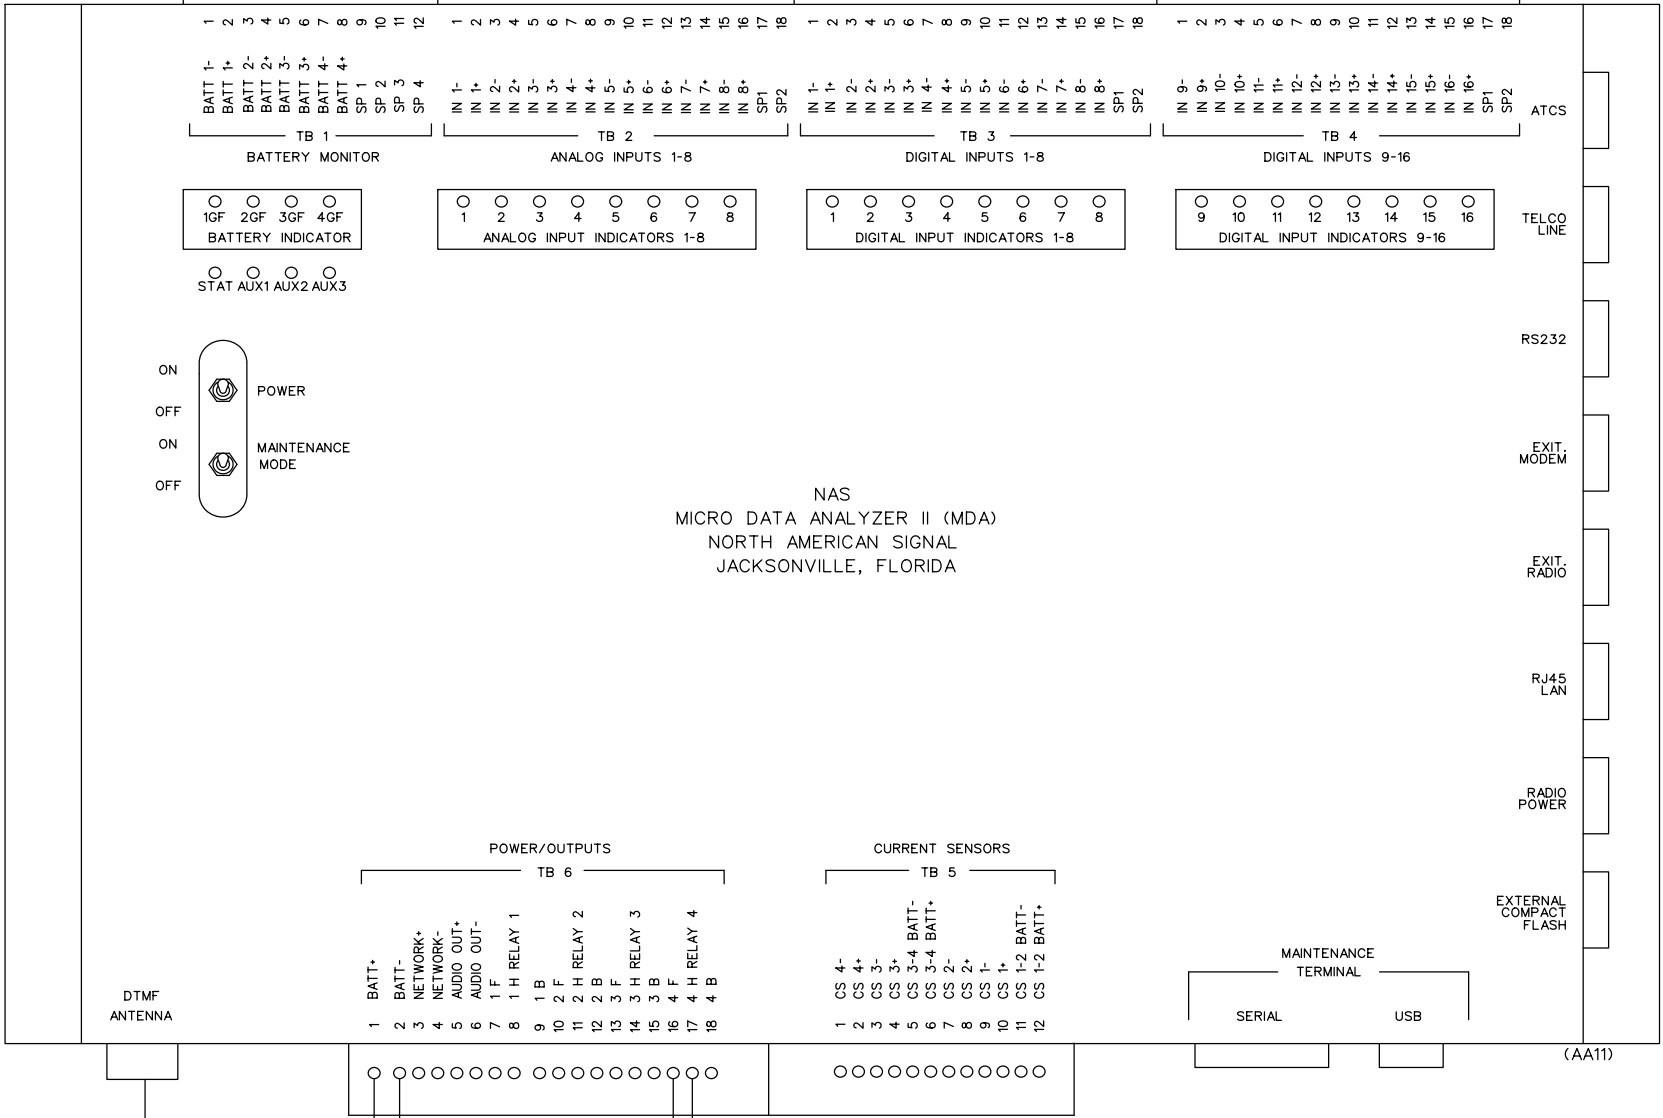 1 2 3 4 5 6 7 8 9 10 11 12
BATT 1- BATT 1+ BATT 2- BATT 2+ BATT 3- BATT 3+ BATT 4- BATT 4+ SP 1 SP 2 SP 3 SP 4
TB 1
BATTERY MONITOR
1 2 3 4 5 6 7 8 9 10 11 12 13 14 15 16 17 18
IN 1- IN 1+ IN 2- IN 2+ IN 3- IN 3+ IN 4- IN 4+ IN 5- IN 5+ IN 6- IN 6+ IN 7- IN 7+ IN 8- IN 8+ SP1 SP2
TB 2
ANALOG INPUTS 1-8
1 2 3 4 5 6 7 8 9 10 11 12 13 14 15 16 17 18
IN 1- IN 1+ IN 2- IN 2+ IN 3- IN 3+ IN 4- IN 4+ IN 5- IN 5+ IN 6- IN 6+ IN 7- IN 7+ IN 8- IN 8+ SP1 SP2
TB 3
DIGITAL INPUTS 1-8
1 2 3 4 5 6 7 8 9 10 11 12 13 14 15 16 17 18
IN 9- IN 9+ IN 10- IN 10+ IN 11- IN 11+ IN 12- IN 12+ IN 13- IN 13+ IN 14- IN 14+ IN 15- IN 15+ IN 16- IN 16+ SP1 SP2
TB 4
DIGITAL INPUTS 9-16
1GF 2GF 3GF 4GF
BATTERY INDICATOR
1 2 3 4 5 6 7 8
ANALOG INPUT INDICATORS 1-8
1 2 3 4 5 6 7 8
DIGITAL INPUT INDICATORS 1-8
9 10 11 12 13 14 15 16
DIGITAL INPUT INDICATORS 9-16
STAT AUX1 AUX2 AUX3
ON
POWER
OFF
ON
MAINTENANCE
MODE
OFF
NAS
MICRO DATA ANALYZER II (MDA)
NORTH AMERICAN SIGNAL
JACKSONVILLE, FLORIDA
ATCS
TELCO
LINE
RS232
EXIT.
MODEM
EXIT.
RADIO
RJ45
LAN
RADIO
POWER
EXTERNAL
COMPACT
FLASH
POWER/OUTPUTS
TB 6
BATT+ BATT- NETWORK+ NETWORK- AUDIO OUT+ AUDIO OUT- 1 F 1 H RELAY 1 1 B 2 F 2 H RELAY 2 2 B 3 F 3 H RELAY 3 3 B 4 F 4 H RELAY 4 4 B
1 2 3 4 5 6 7 8 9 10 11 12 13 14 15 16 17 18
CURRENT SENSORS
TB 5
CS 4- CS 4+ CS 3- CS 3+ CS 3-4 BATT- CS 3-4 BATT+ CS 2- CS 2+ CS 1- CS 1+ CS 1-2 BATT- CS 1-2 BATT+
1 2 3 4 5 6 7 8 9 10 11 12
MAINTENANCE
TERMINAL
SERIAL USB
DTMF
ANTENNA
(AA11)